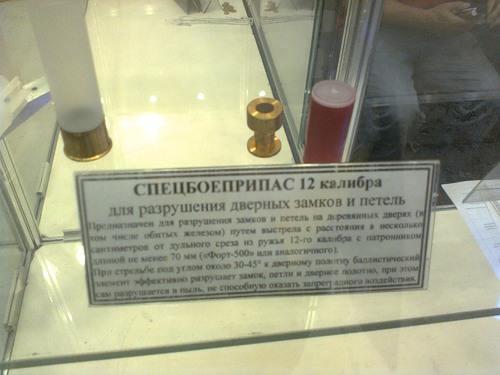 СПЕЦБОЕПРИПАС 12 калибра
для разрушения дверных замков и петель
Предназначен для разрушения замков и петель на деревянных дверях (в
том числе обитых железом) путем выстрела с расстояния в несколько
сантиметров от дульного среза из ружья 12-го калибра с патронником
длиной не менее 70 мм («Форт-500» или аналогичного).
При стрельбе под углом около 30-45° к дверному полотну баллистический
элемент эффективно разрушает замок, петли и дверное полотно, при этом
сам разрушается в пыль, не способную оказать заградного воздействия.